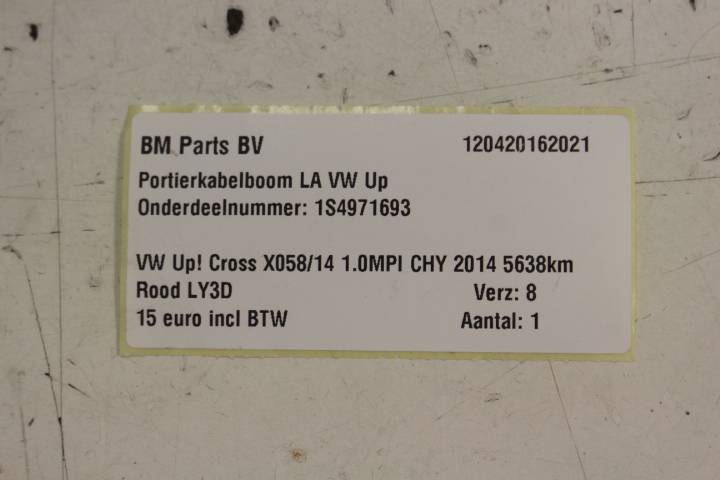 BM Parts BV 120420162021
Portierkabelboom LA VW Up
Onderdeelnummer: 1S4971693
VW Up! Cross X058/14 1.0MPI CHY 2014 5638km
Rood LY3D Verz: 8
15 euro incl BTW Aantal: 1